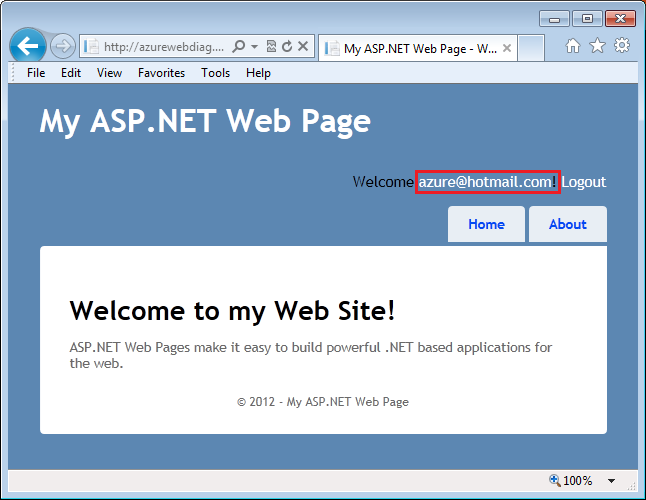 http://azurewebdiag....
My ASP.NET Web Page - W...
File Edit View Favorites Tools Help
My ASP.NET Web Page
Welcome azure@hotmail.com! Logout
Home About
Welcome to my Web Site!
ASP.NET Web Pages make it easy to build powerful .NET based applications for
the web.
© 2012 - My ASP.NET Web Page
100%